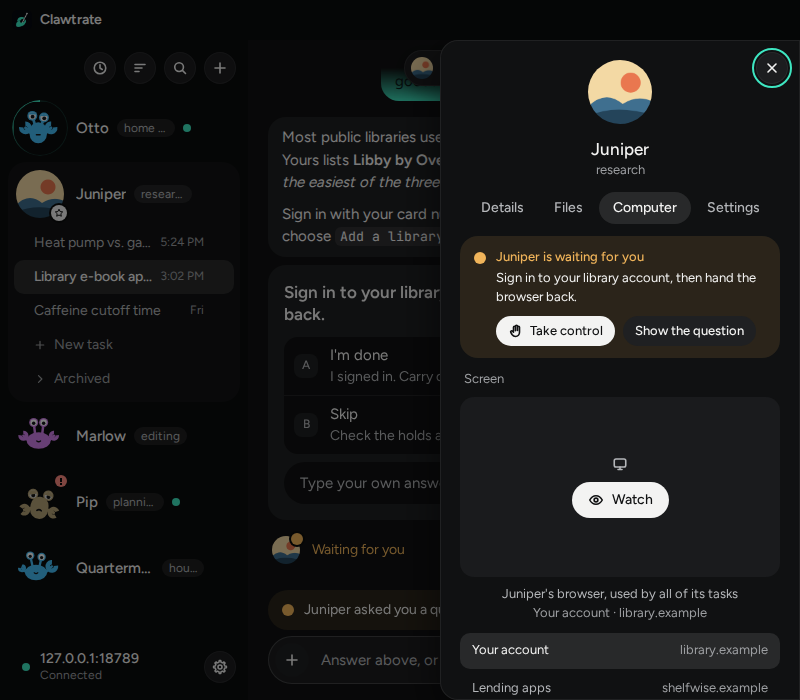 Clawtrate
Otto home ...
Juniper resear...
Heat pump vs. ga... 5:24 PM
Library e-book ap... 3:02 PM
Caffeine cutoff time Fri
New task
Archived
Marlow editing
Pip planni...
Quarterm... hou...
127.0.0.1:18789
Connected
Most public libraries use
Yours lists Libby by Ove
the easiest of the three
Sign in with your card
choose Add a library
Sign in to your librar
back.
A I'm done
I signed in. Carry
B Skip
Check the holds a
Type your own answ
Waiting for you
Juniper asked you a qu
Answer above, or
Juniper
research
Details Files Computer Settings
Juniper is waiting for you
Sign in to your library account, then hand the
browser back.
Take control Show the question
Screen
Watch
Juniper's browser, used by all of its tasks
Your account · library.example
Your account library.example
Lending apps shelfwise.example